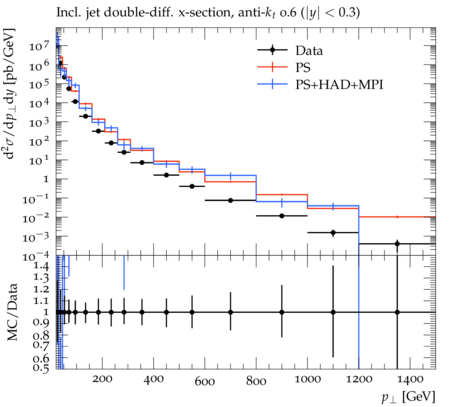 Incl. jet double-diff. x-section, anti-kt 0.6 (|y| < 0.3)
d²σ/dp⊥dy [pb/GeV]
10⁷
10⁶
10⁵
10⁴
10³
10²
10¹
1
10⁻¹
10⁻²
10⁻³
10⁻⁴
Data
PS
PS+HAD+MPI
MC/Data
1.4
1.3
1.2
1.1
1
0.9
0.8
0.7
0.6
0.5
200 400 600 800 1000 1200 1400
p⊥ [GeV]